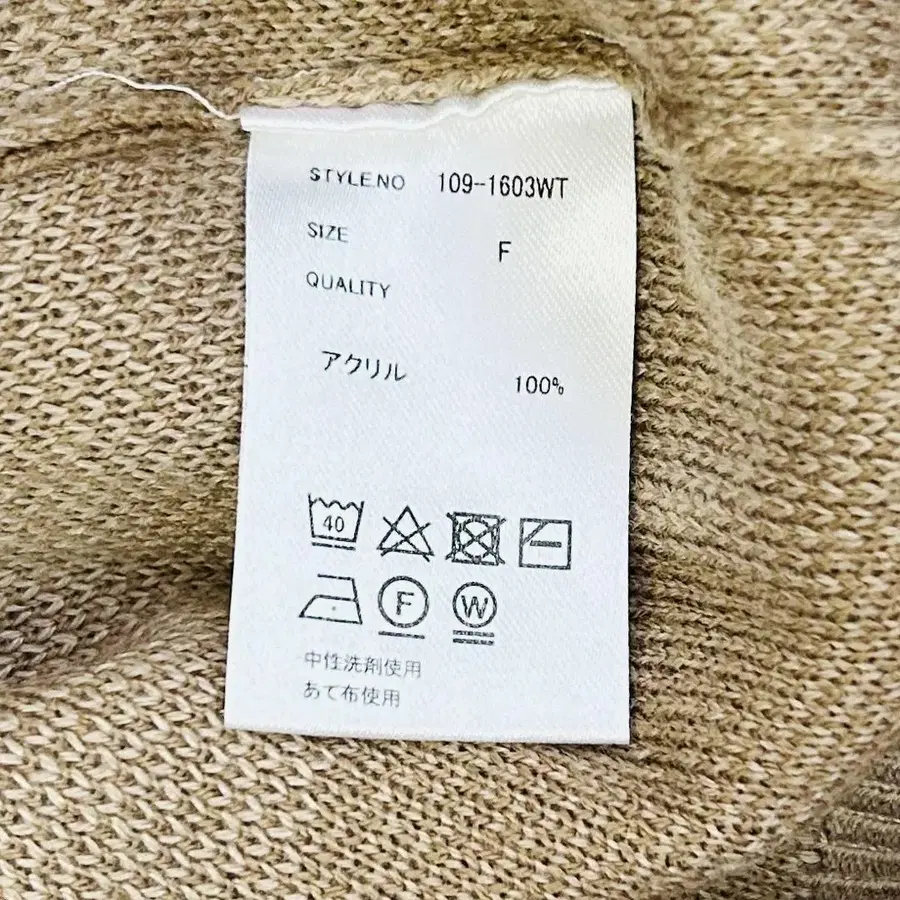 STYLE.NO 109-1603WT
SIZE F
QUALITY
アクリル 100%
40
F W
中性洗剤使用
あて布使用